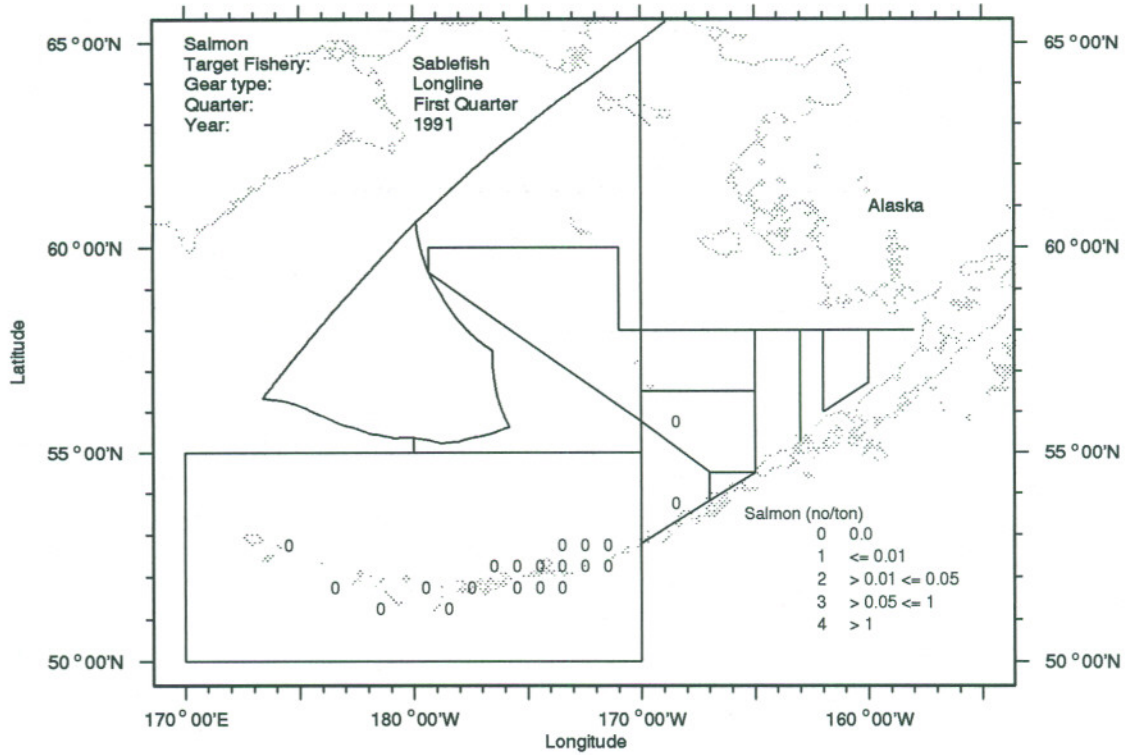 65°00'N
65°00'N
Salmon
Target Fishery: Sablefish
Gear type: Longline
Quarter: First Quarter
Year: 1991
Alaska
60°00'N
60°00'N
Latitude
0
55°00'N
55°00'N
0
Salmon (no/ton)
0 0.0
1 <= 0.01
2 > 0.01 <= 0.05
3 > 0.05 <= 1
4 > 1
0 0 0 0
0 0 0 0 0 0
0 0 0 0 0 0
0 0
50°00'N
50°00'N
170°00'E
180°00'W
170°00'W
160°00'W
Longitude